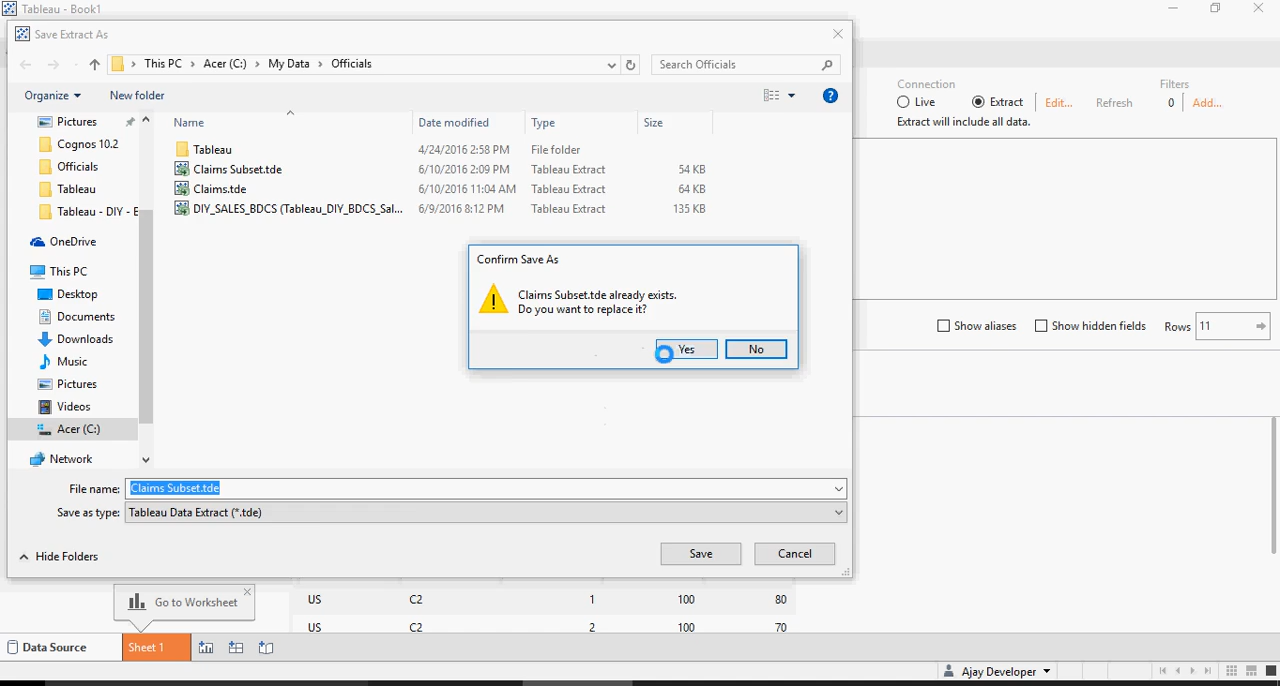 Tableau - Book1
Save Extract As
This PC > Acer (C:) > My Data > Officials
Search Officials
Organize
New folder
Connection
Filters
Live
Extract
Edit...
Refresh
0
Add...
Extract will include all data.
Name
Date modified
Type
Size
Tableau
4/24/2016 2:58 PM
File folder
Claims Subset.tde
6/10/2016 2:09 PM
Tableau Extract
54 KB
Claims.tde
6/10/2016 11:04 AM
Tableau Extract
64 KB
DIY_SALES_BDCS (Tableau_DIY_BDCS_Sal...
6/9/2016 8:12 PM
Tableau Extract
135 KB
Pictures
Cognos 10.2
Officials
Tableau
Tableau - DIY - E
OneDrive
This PC
Desktop
Documents
Downloads
Music
Pictures
Videos
Acer (C:)
Network
Confirm Save As
Claims Subset.tde already exists.
Do you want to replace it?
Yes
No
Show aliases
Show hidden fields
Rows
11
File name:
Claims Subset.tde
Save as type:
Tableau Data Extract (*.tde)
Hide Folders
Save
Cancel
Go to Worksheet
US C2 1 100 80
US C2 2 100 70
Data Source
Sheet 1
Ajay Developer